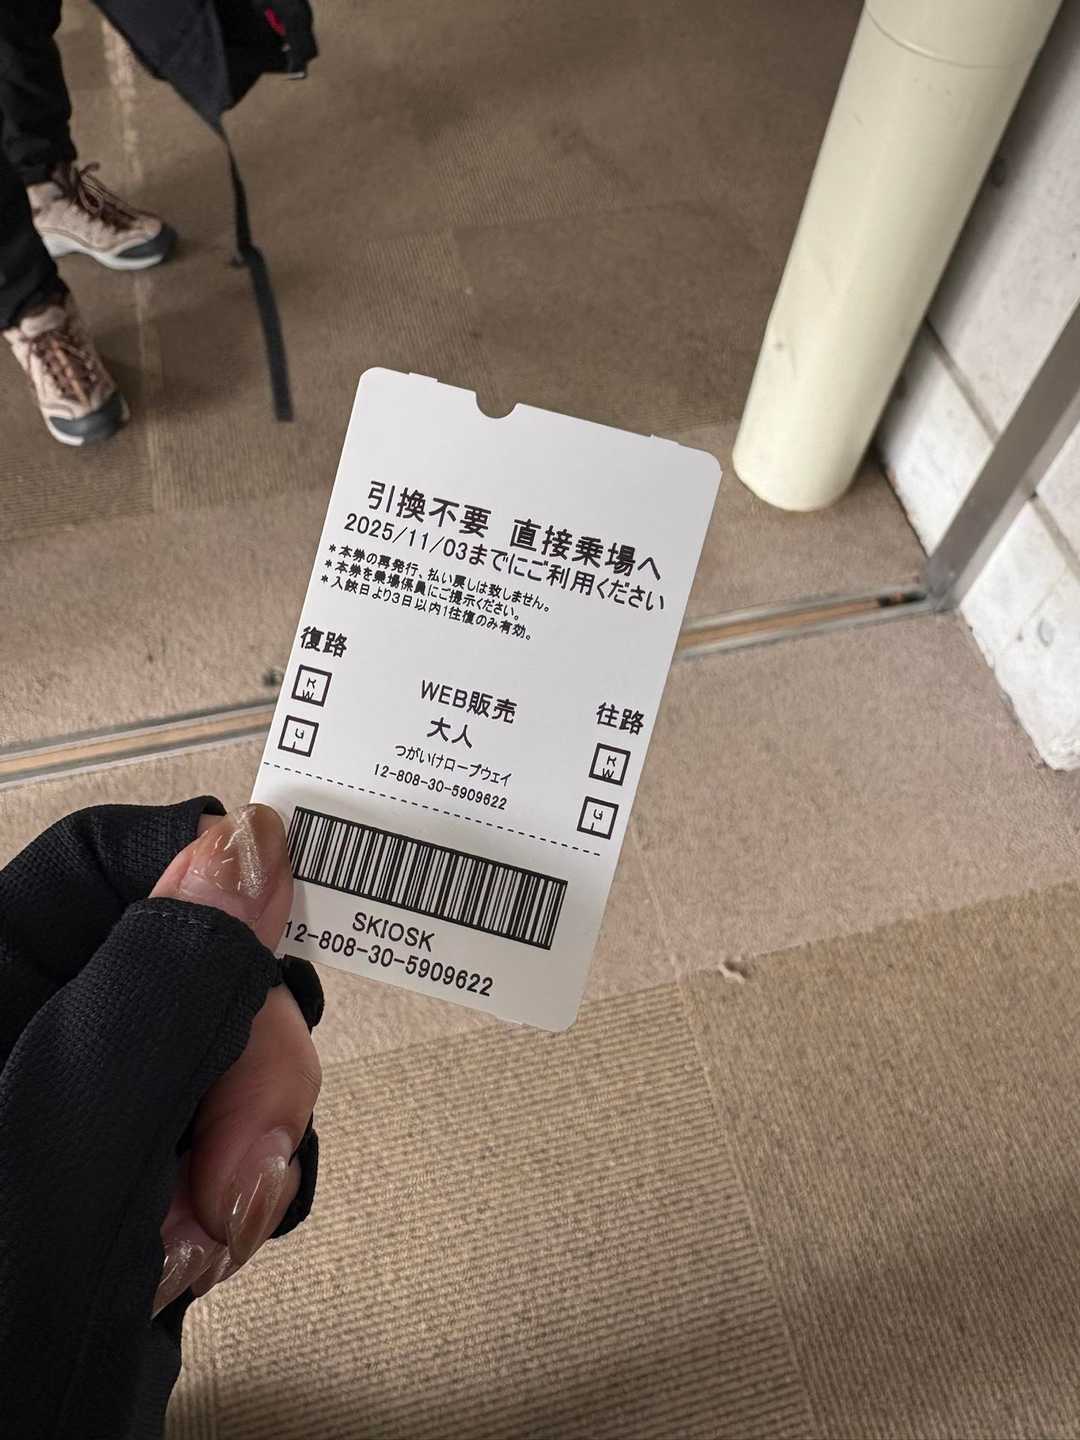 引換不要 直接乗場へ
2025/11/03までにご利用ください
*本券の再発行、払い戻しは致しません。
*本券を乗場係員にご提示ください。
*入鋏日より3日以内1往復のみ有効。
復路
往路
WEB販売
大人
つがいけロープウェイ
12-808-30-5909622
K
W
G
L
K
W
G
L
SKIOSK
12-808-30-5909622